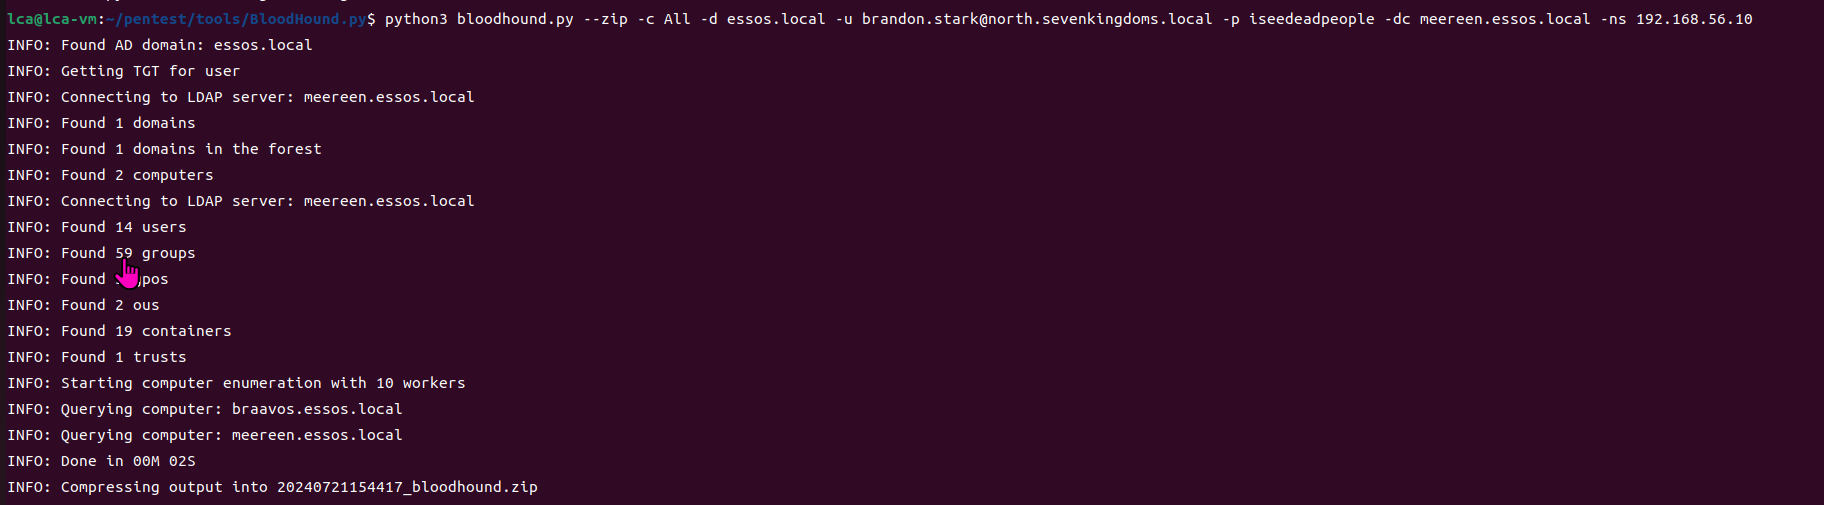 lca@lca-vm:~/pentest/tools/BloodHound.py$ python3 bloodhound.py --zip -c All -d essos.local -u brandon.stark@north.sevenkingdoms.local -p iseedeadpeople -dc meereen.essos.local -ns 192.168.56.10
INFO: Found AD domain: essos.local
INFO: Getting TGT for user
INFO: Connecting to LDAP server: meereen.essos.local
INFO: Found 1 domains
INFO: Found 1 domains in the forest
INFO: Found 2 computers
INFO: Connecting to LDAP server: meereen.essos.local
INFO: Found 14 users
INFO: Found 59 groups
INFO: Found gpos
INFO: Found 2 ous
INFO: Found 19 containers
INFO: Found 1 trusts
INFO: Starting computer enumeration with 10 workers
INFO: Querying computer: braavos.essos.local
INFO: Querying computer: meereen.essos.local
INFO: Done in 00M 02S
INFO: Compressing output into 20240721154417_bloodhound.zip